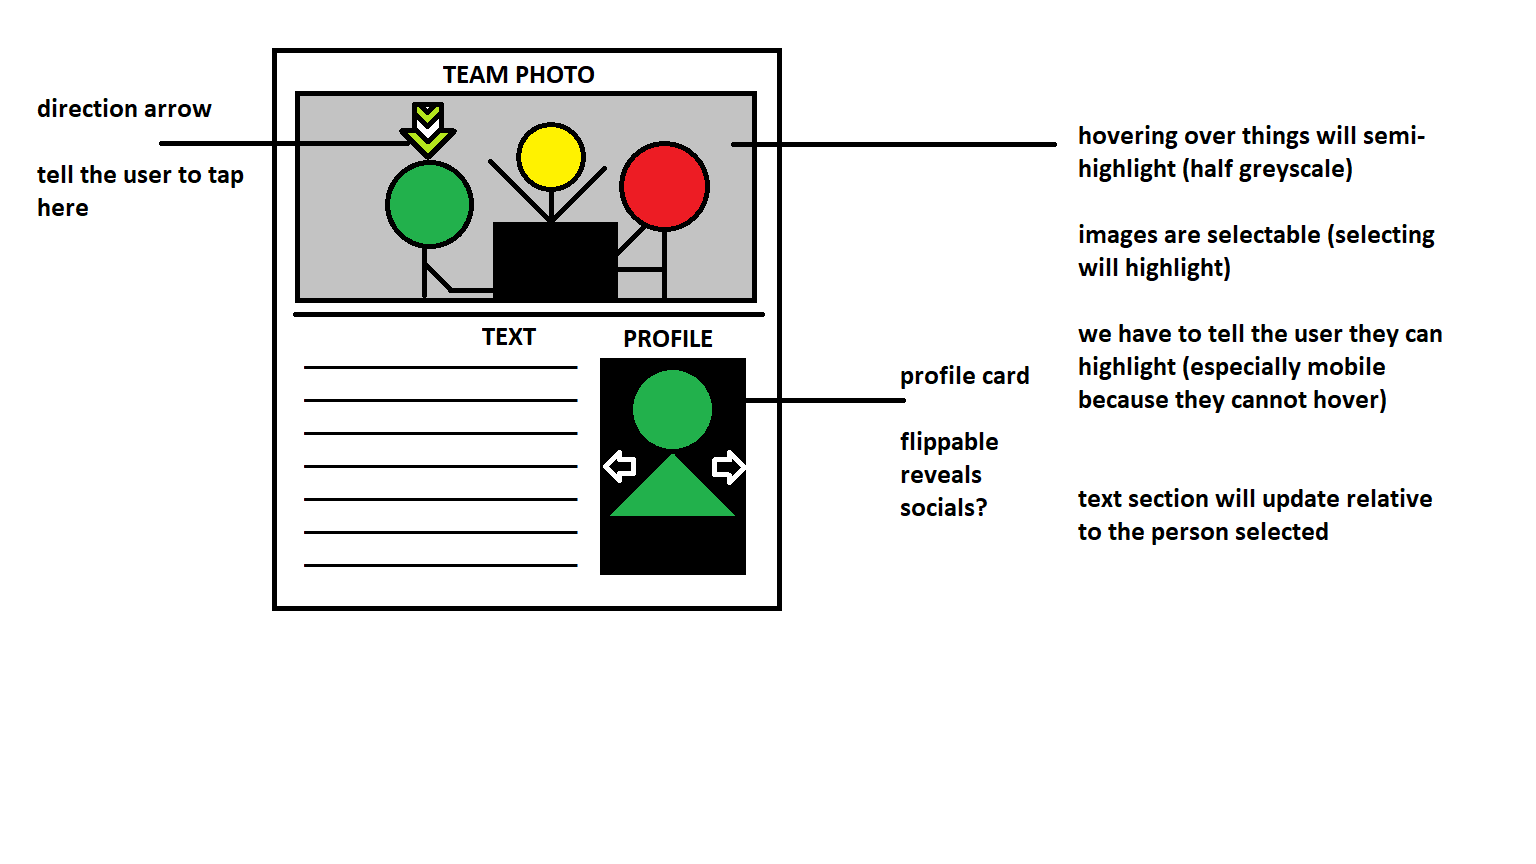 TEAM PHOTO
direction arrow
tell the user to tap
here
hovering over things will semi-
highlight (half greyscale)
images are selectable (selecting
will highlight)
we have to tell the user they can
highlight (especially mobile
because they cannot hover)
text section will update relative
to the person selected
TEXT
PROFILE
profile card
flippable
reveals
socials?